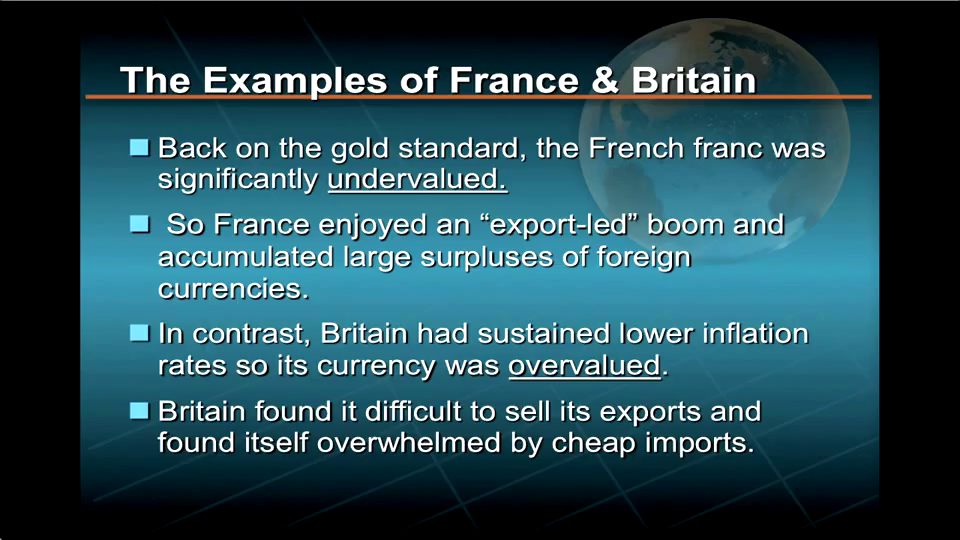 The Examples of France & Britain
Back on the gold standard, the French franc was
significantly undervalued.
So France enjoyed an “export-led” boom and
accumulated large surpluses of foreign
currencies.
In contrast, Britain had sustained lower inflation
rates so its currency was overvalued.
Britain found it difficult to sell its exports and
found itself overwhelmed by cheap imports.